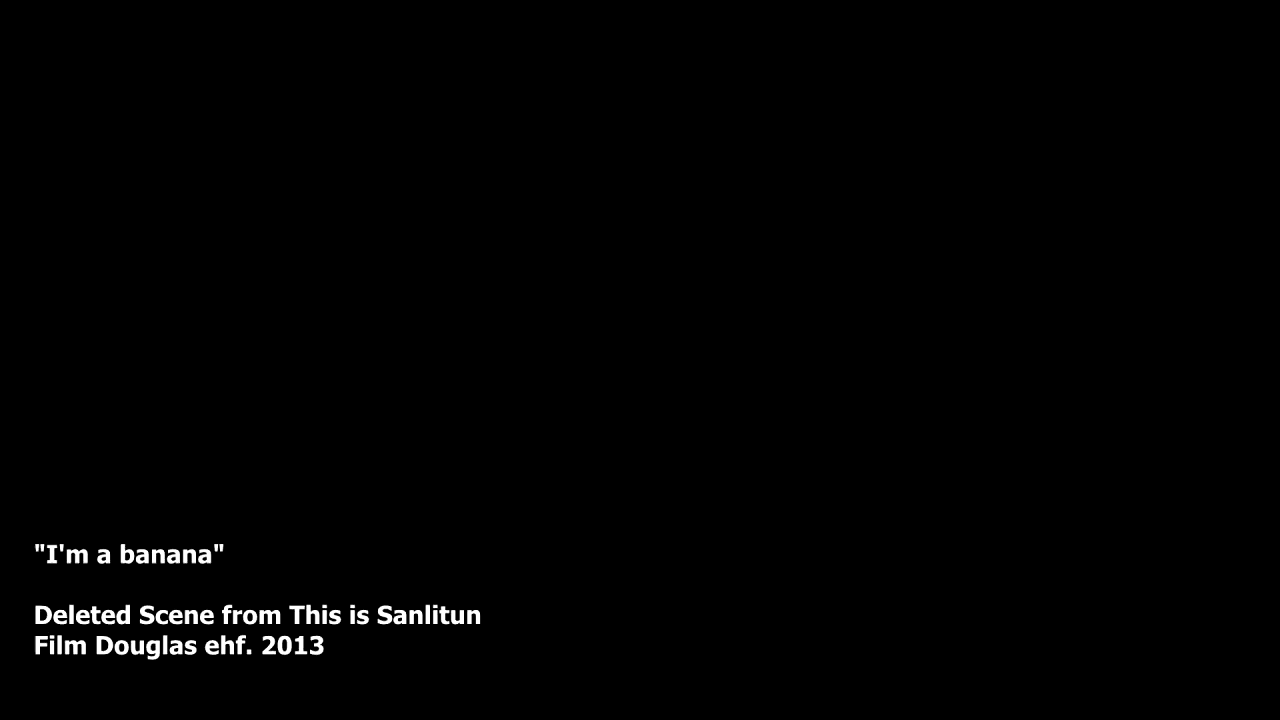 "I'm a banana"
Deleted Scene from This is Sanlitun
Film Douglas ehf. 2013